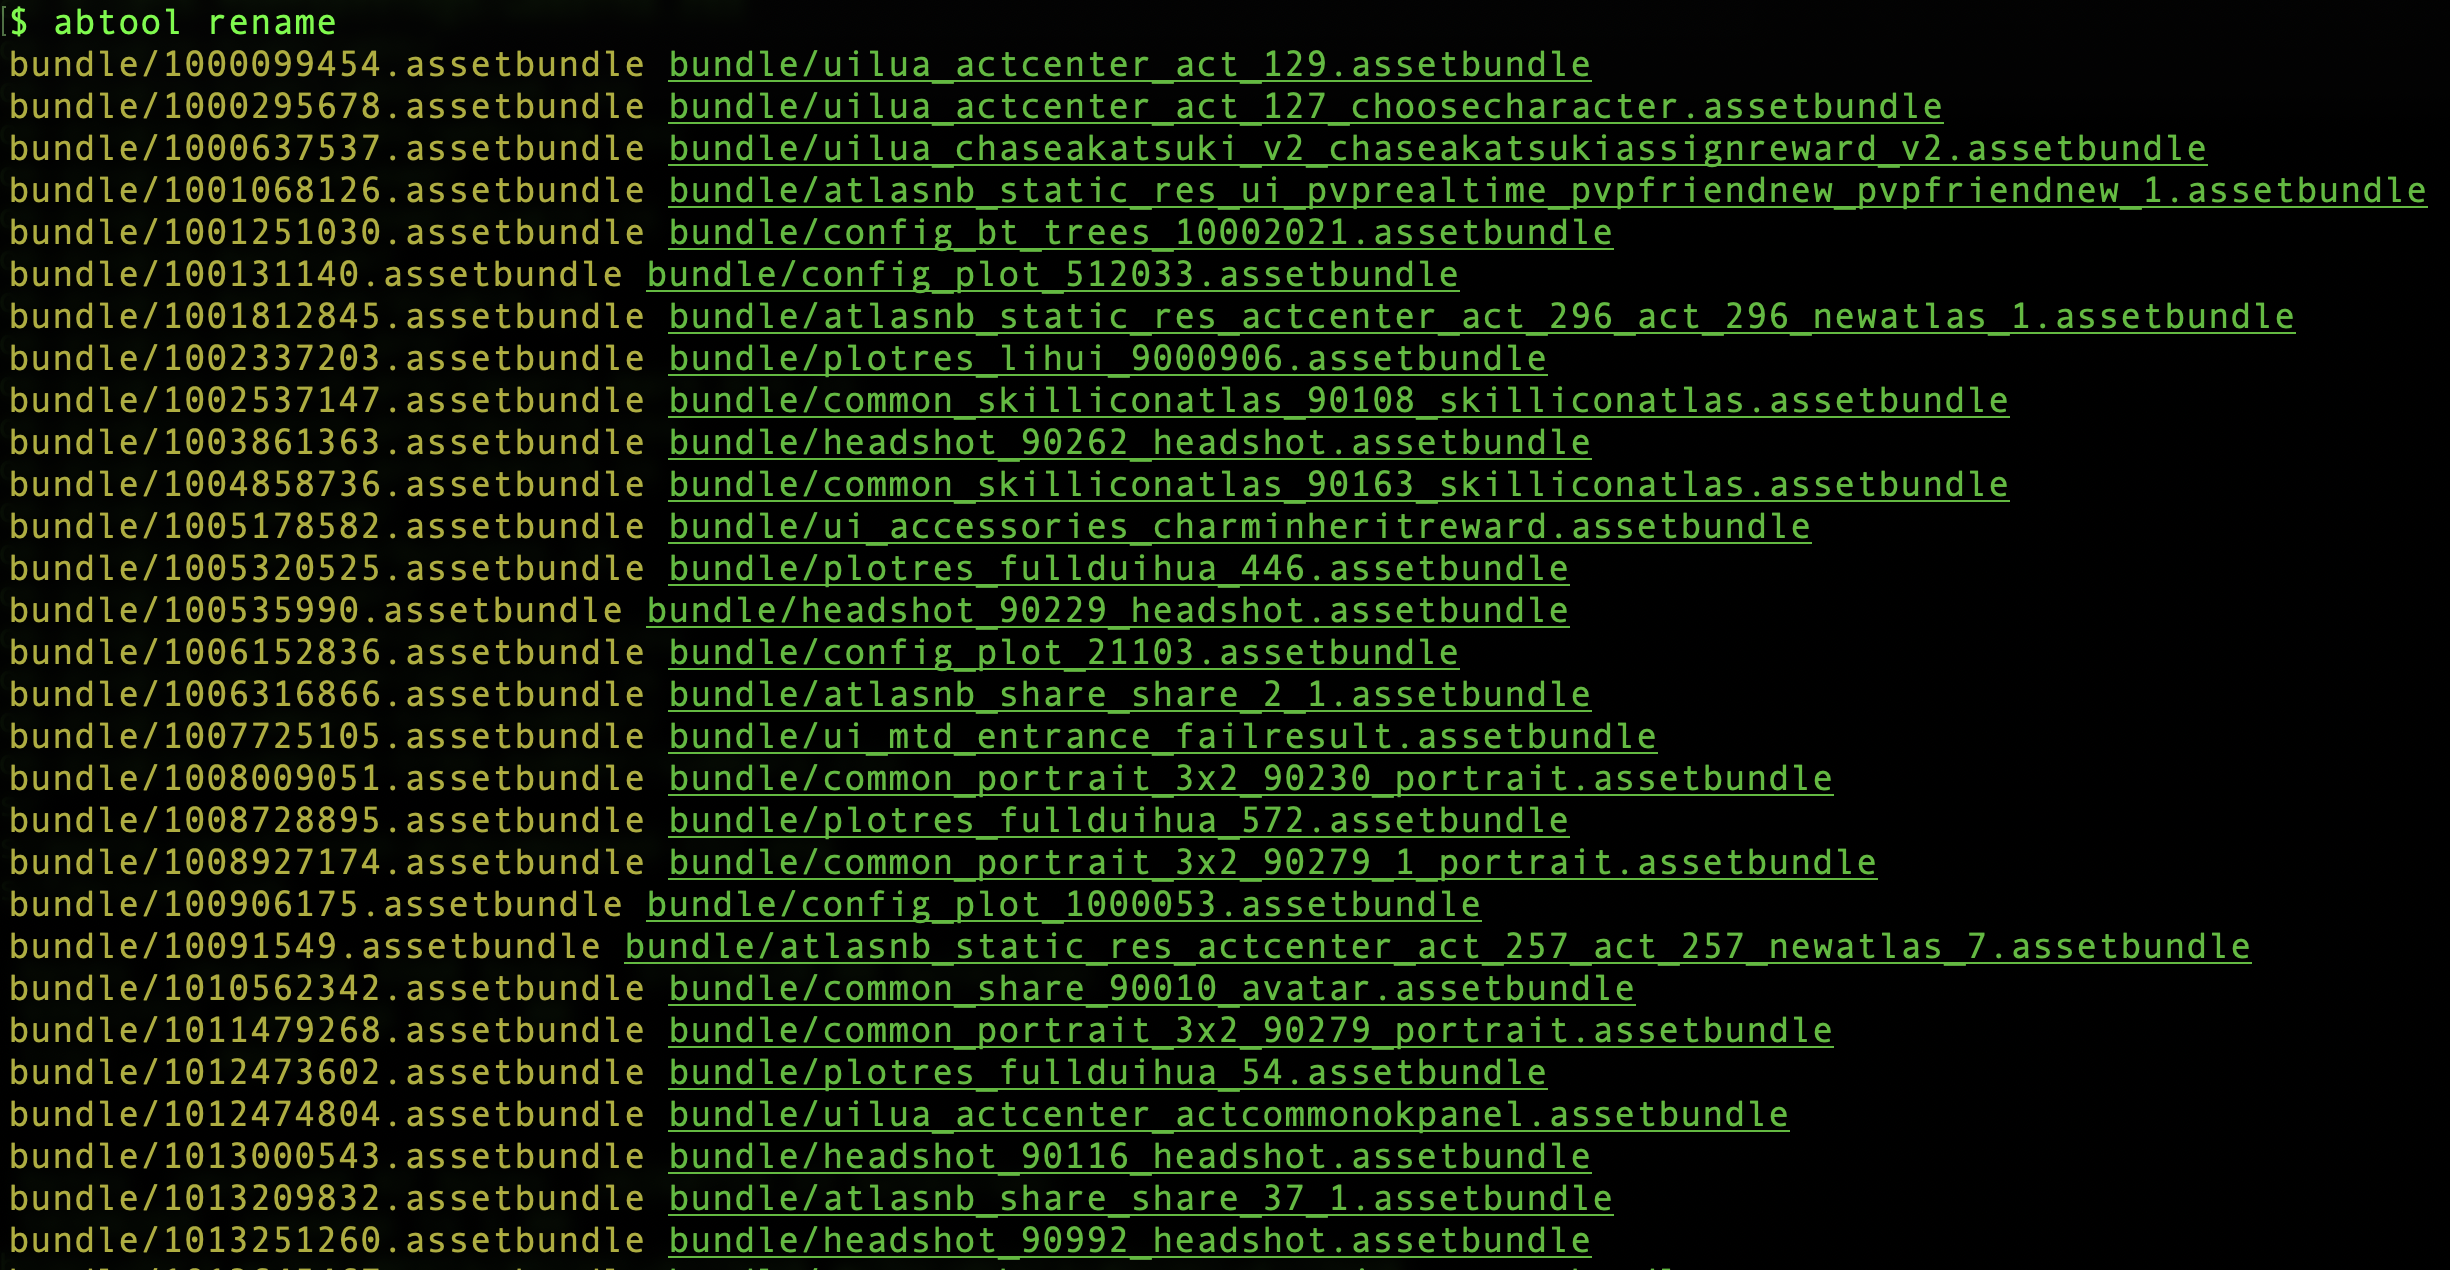 $ abtool rename
bundle/1000099454.assetbundle bundle/uilua_actcenter_act_129.assetbundle
bundle/1000295678.assetbundle bundle/uilua_actcenter_act_127_choosecharacter.assetbundle
bundle/1000637537.assetbundle bundle/uilua_chaseakatsuki_v2_chaseakatsukiassignreward_v2.assetbundle
bundle/1001068126.assetbundle bundle/atlasnb_static_res_ui_pvprealtime_pvpfriendnew_pvpfriendnew_1.assetbundle
bundle/1001251030.assetbundle bundle/config_bt_trees_10002021.assetbundle
bundle/100131140.assetbundle bundle/config_plot_512033.assetbundle
bundle/1001812845.assetbundle bundle/atlasnb_static_res_actcenter_act_296_act_296_newatlas_1.assetbundle
bundle/1002337203.assetbundle bundle/plotres_lihui_9000906.assetbundle
bundle/1002537147.assetbundle bundle/common_skilliconatlas_90108_skilliconatlas.assetbundle
bundle/1003861363.assetbundle bundle/headshot_90262_headshot.assetbundle
bundle/1004858736.assetbundle bundle/common_skilliconatlas_90163_skilliconatlas.assetbundle
bundle/1005178582.assetbundle bundle/ui_accessories_charminheritreward.assetbundle
bundle/1005320525.assetbundle bundle/plotres_fullduihua_446.assetbundle
bundle/100535990.assetbundle bundle/headshot_90229_headshot.assetbundle
bundle/1006152836.assetbundle bundle/config_plot_21103.assetbundle
bundle/1006316866.assetbundle bundle/atlasnb_share_share_2_1.assetbundle
bundle/1007725105.assetbundle bundle/ui_mtd_entrance_failresult.assetbundle
bundle/1008009051.assetbundle bundle/common_portrait_3x2_90230_portrait.assetbundle
bundle/1008728895.assetbundle bundle/plotres_fullduihua_572.assetbundle
bundle/1008927174.assetbundle bundle/common_portrait_3x2_90279_1_portrait.assetbundle
bundle/100906175.assetbundle bundle/config_plot_1000053.assetbundle
bundle/10091549.assetbundle bundle/atlasnb_static_res_actcenter_act_257_act_257_newatlas_7.assetbundle
bundle/1010562342.assetbundle bundle/common_share_90010_avatar.assetbundle
bundle/1011479268.assetbundle bundle/common_portrait_3x2_90279_portrait.assetbundle
bundle/1012473602.assetbundle bundle/plotres_fullduihua_54.assetbundle
bundle/1012474804.assetbundle bundle/uilua_actcenter_actcommonokpanel.assetbundle
bundle/1013000543.assetbundle bundle/headshot_90116_headshot.assetbundle
bundle/1013209832.assetbundle bundle/atlasnb_share_share_37_1.assetbundle
bundle/1013251260.assetbundle bundle/headshot_90992_headshot.assetbundle